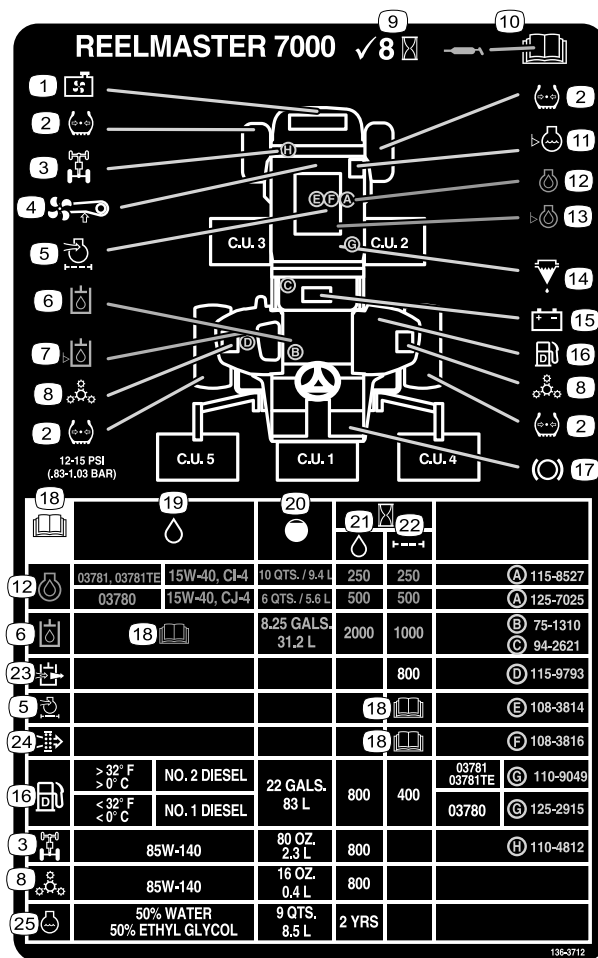 REELMASTER 7000 ✓8
9
10
1
2
2
3
H
11
4
E F A
12
13
5
C.U. 3
C.U. 2
G
14
6
C
15
7
D
B
16
8
8
2
2
12-15 PSI
(.83-1.03 BAR)
C.U. 5
C.U. 1
C.U. 4
17
18
19
20
21
22
12
03781, 03781TE
15W-40, CI-4
10 QTS. / 9.4 L
250
250
A 115-8527
03780
15W-40, CJ-4
6 QTS. / 5.6 L
500
500
A 125-7025
6
18
8.25 GALS.
31.2 L
2000
1000
B 75-1310
C 94-2621
23
800
D 115-9793
5
18
E 108-3814
24
18
F 108-3816
16
D
> 32° F
> 0° C
NO. 2 DIESEL
22 GALS.
83 L
800
400
03781
03781TE
G 110-9049
< 32° F
< 0° C
NO. 1 DIESEL
03780
G 125-2915
3
85W-140
80 OZ.
2.3 L
800
H 110-4812
8
85W-140
16 OZ.
0.4 L
800
25
50% WATER
50% ETHYL GLYCOL
9 QTS.
8.5 L
2 YRS
136-3712